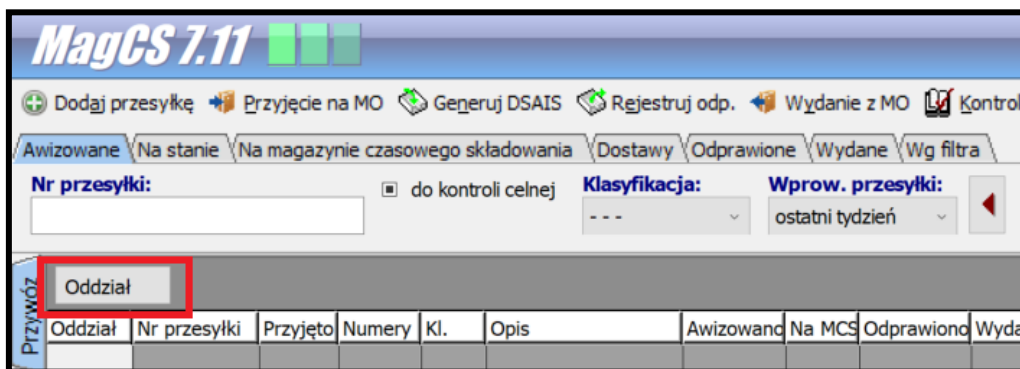 MagCS 7.11
Dodaj przesyłkę Przyjęcie na MO Generuj DSAIS Rejestruj odp. Wydanie z MO
Awizowane Na stanie Na magazynie czasowego składowania Dostawy Odprawione Wydane Wg filtra
Nr przesyłki: do kontroli celnej Klasyfikacja: Wprow. przesyłki:
--- ostatni tydzień
Przywóz
Oddział
Oddział Nr przesyłki Przyjęto Numery Kl. Opis Awizowano Na MCS Odprawiono